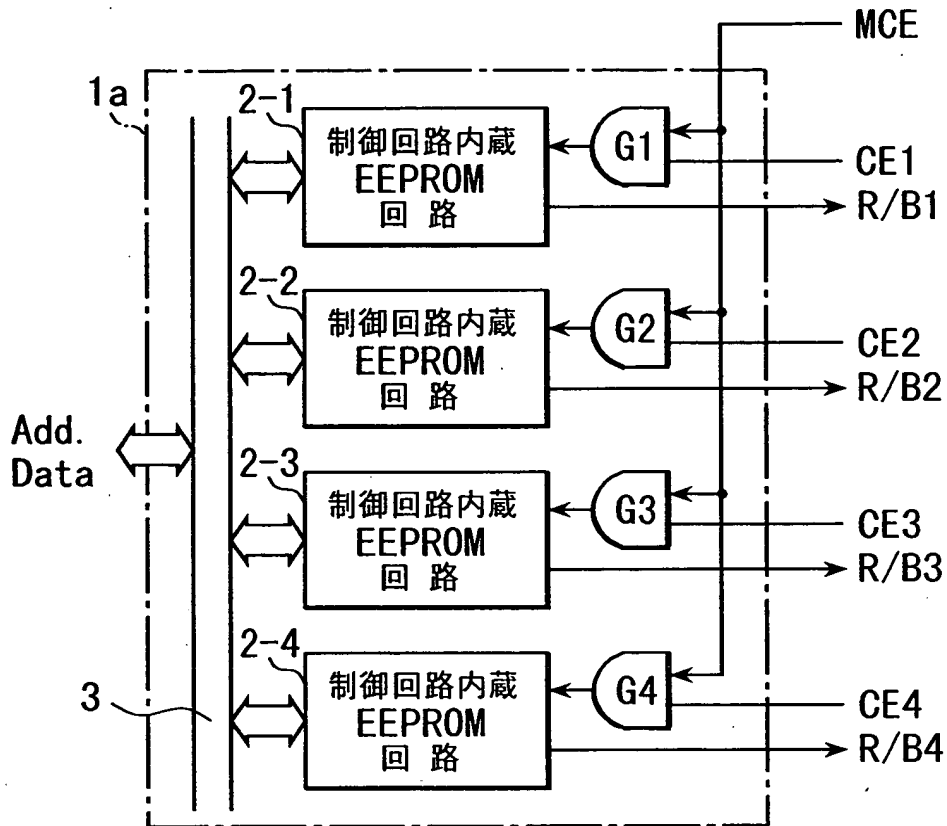 MCE
1a
2-1
制御回路内蔵
EEPROM
回路
G1
CE1
R/B1
2-2
制御回路内蔵
EEPROM
回路
G2
CE2
R/B2
Add.
Data
2-3
制御回路内蔵
EEPROM
回路
G3
CE3
R/B3
2-4
制御回路内蔵
EEPROM
回路
G4
CE4
R/B4
3